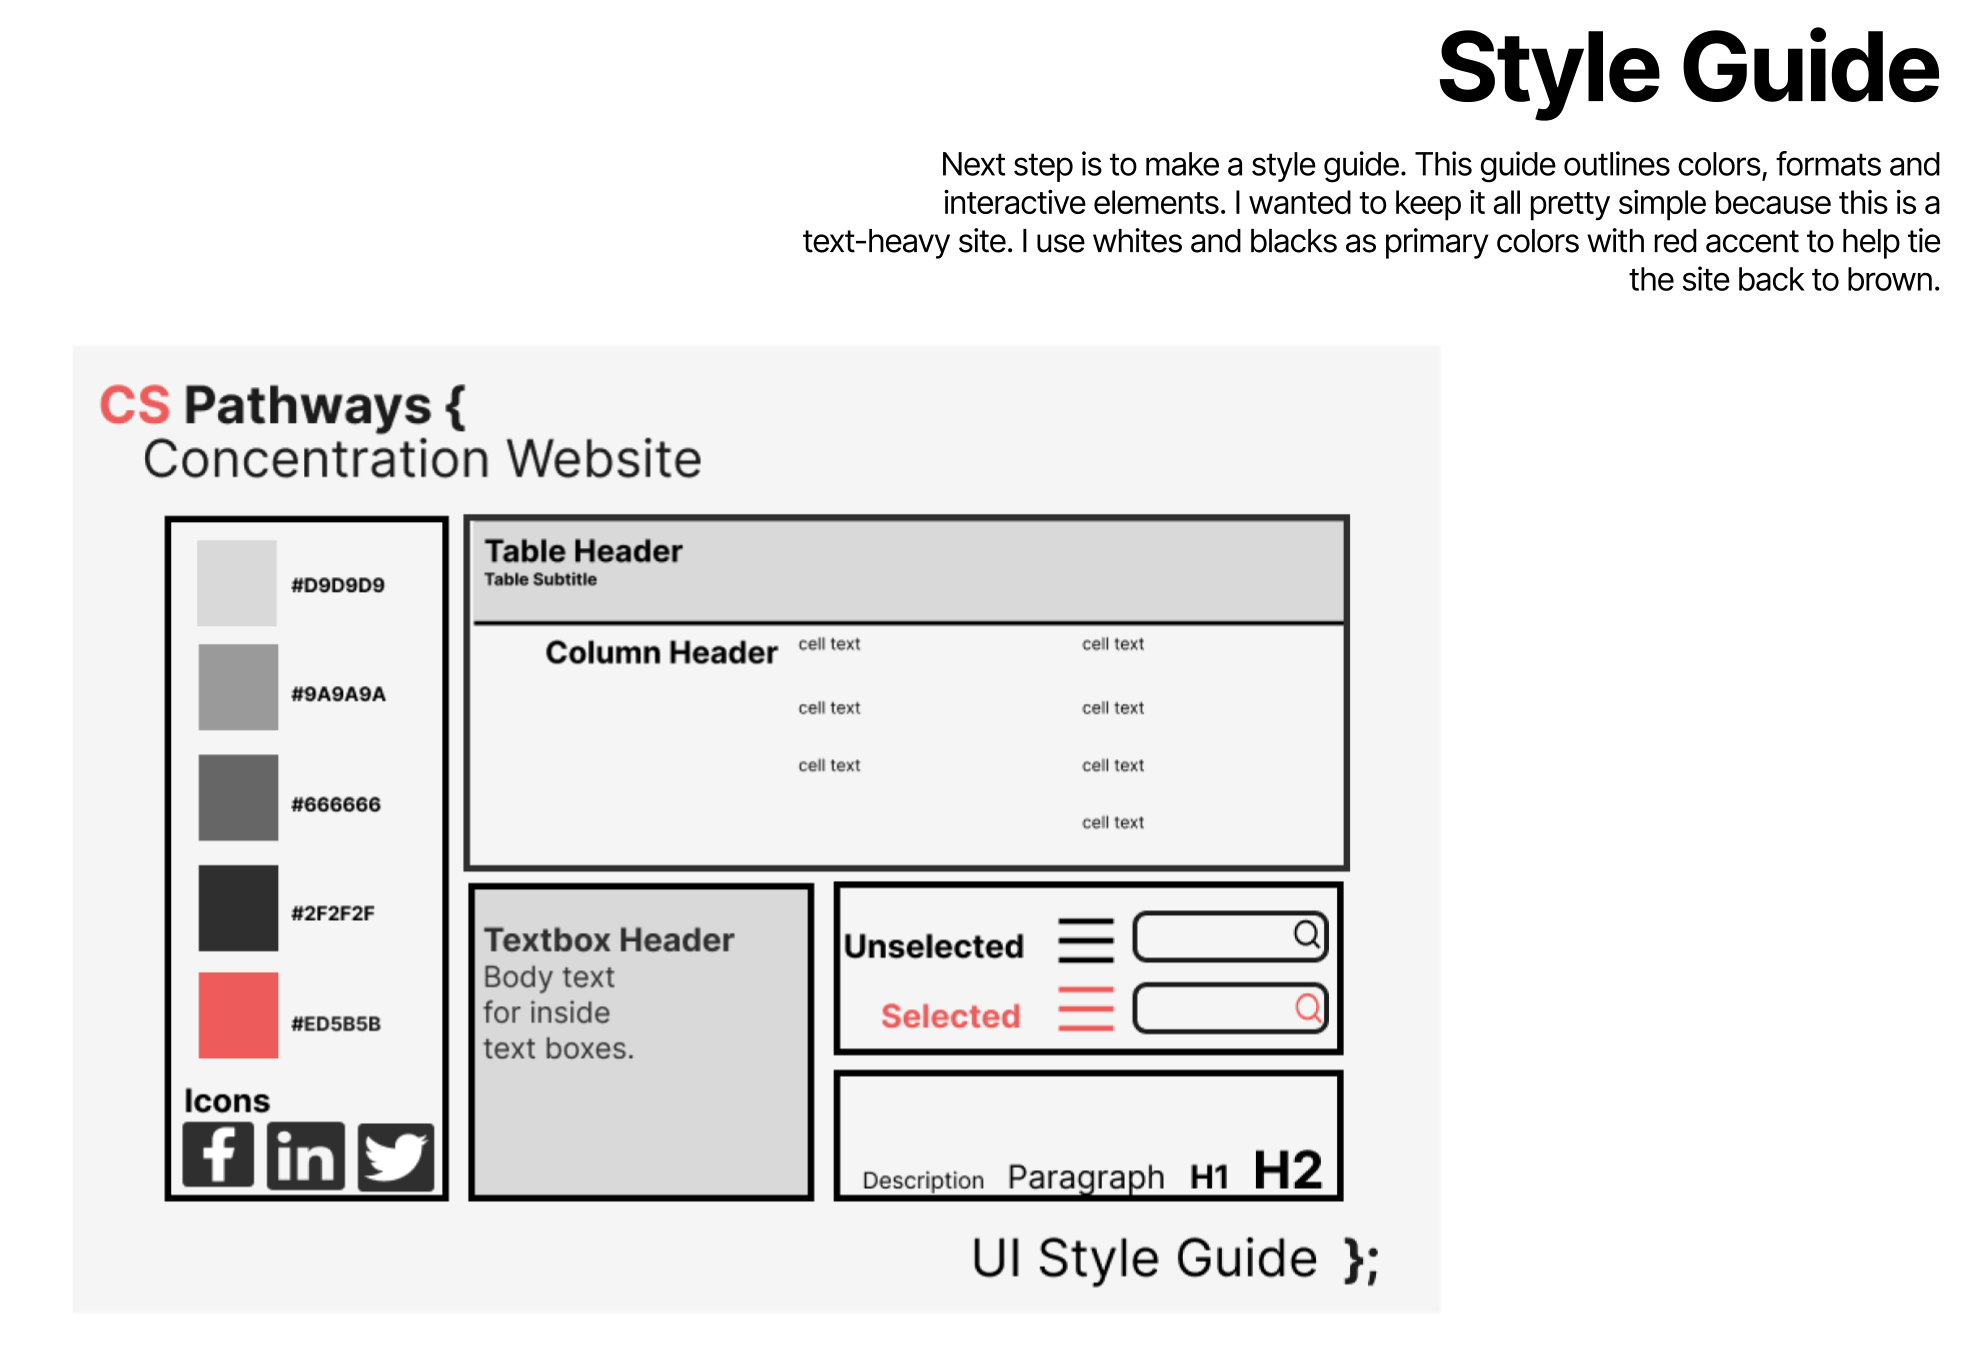 Style Guide
Next step is to make a style guide. This guide outlines colors, formats and
interactive elements. I wanted to keep it all pretty simple because this is a
text-heavy site. I use whites and blacks as primary colors with red accent to help tie
the site back to brown.
CS Pathways {
Concentration Website
#D9D9D9
#9A9A9A
#666666
#2F2F2F
#ED5B5B
Icons
f in
Table Header
Table Subtitle
Column Header cell text cell text
cell text cell text
cell text cell text
cell text
Textbox Header
Body text
for inside
text boxes.
Unselected
Selected
Description Paragraph H1 H2
UI Style Guide };